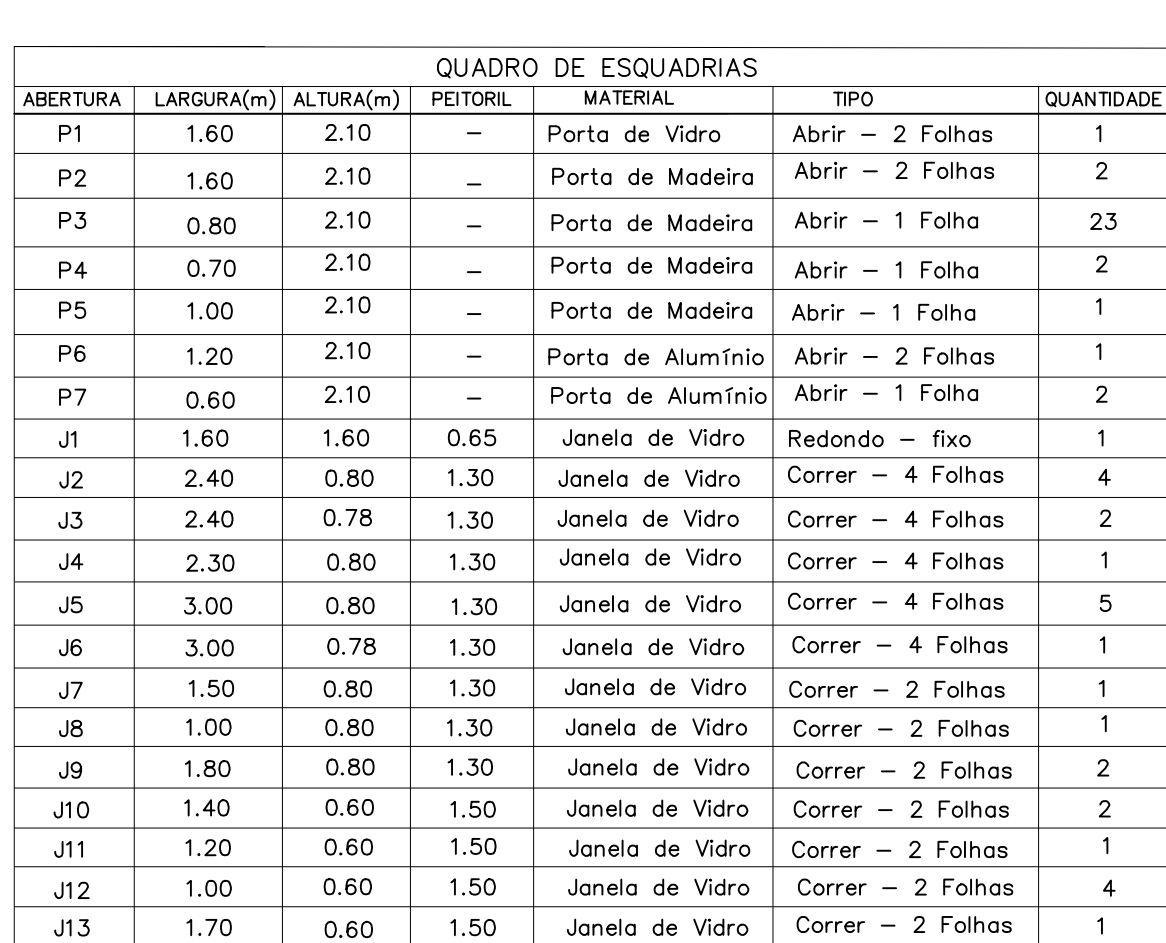 QUADRO DE ESQUADRIAS
ABERTURA LARGURA(m) ALTURA(m) PEITORIL MATERIAL TIPO QUANTIDADE
P1 1.60 2.10 – Porta de Vidro Abrir – 2 Folhas 1
P2 1.60 2.10 – Porta de Madeira Abrir – 2 Folhas 2
P3 0.80 2.10 – Porta de Madeira Abrir – 1 Folha 23
P4 0.70 2.10 – Porta de Madeira Abrir – 1 Folha 2
P5 1.00 2.10 – Porta de Madeira Abrir – 1 Folha 1
P6 1.20 2.10 – Porta de Alumínio Abrir – 2 Folhas 1
P7 0.60 2.10 – Porta de Alumínio Abrir – 1 Folha 2
J1 1.60 1.60 0.65 Janela de Vidro Redondo – fixo 1
J2 2.40 0.80 1.30 Janela de Vidro Correr – 4 Folhas 4
J3 2.40 0.78 1.30 Janela de Vidro Correr – 4 Folhas 2
J4 2.30 0.80 1.30 Janela de Vidro Correr – 4 Folhas 1
J5 3.00 0.80 1.30 Janela de Vidro Correr – 4 Folhas 5
J6 3.00 0.78 1.30 Janela de Vidro Correr – 4 Folhas 1
J7 1.50 0.80 1.30 Janela de Vidro Correr – 2 Folhas 1
J8 1.00 0.80 1.30 Janela de Vidro Correr – 2 Folhas 1
J9 1.80 0.80 1.30 Janela de Vidro Correr – 2 Folhas 2
J10 1.40 0.60 1.50 Janela de Vidro Correr – 2 Folhas 2
J11 1.20 0.60 1.50 Janela de Vidro Correr – 2 Folhas 1
J12 1.00 0.60 1.50 Janela de Vidro Correr – 2 Folhas 4
J13 1.70 0.60 1.50 Janela de Vidro Correr – 2 Folhas 1